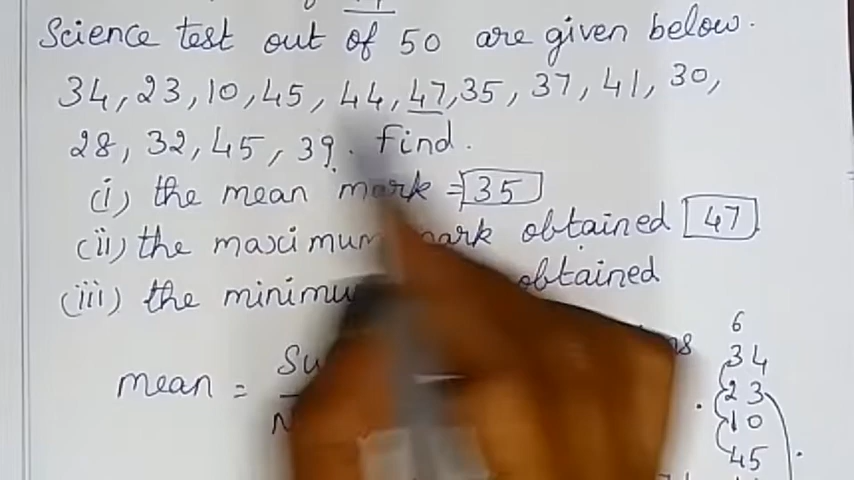 Science test out of 50 are given below.
34, 23, 10, 45, 44, 47, 35, 37, 41, 30,
28, 32, 45, 39. Find.
(i) the mean mark = 35
(ii) the maximum mark obtained 47
(iii) the minimu obtained
6
mean = Su
34
23
10
45